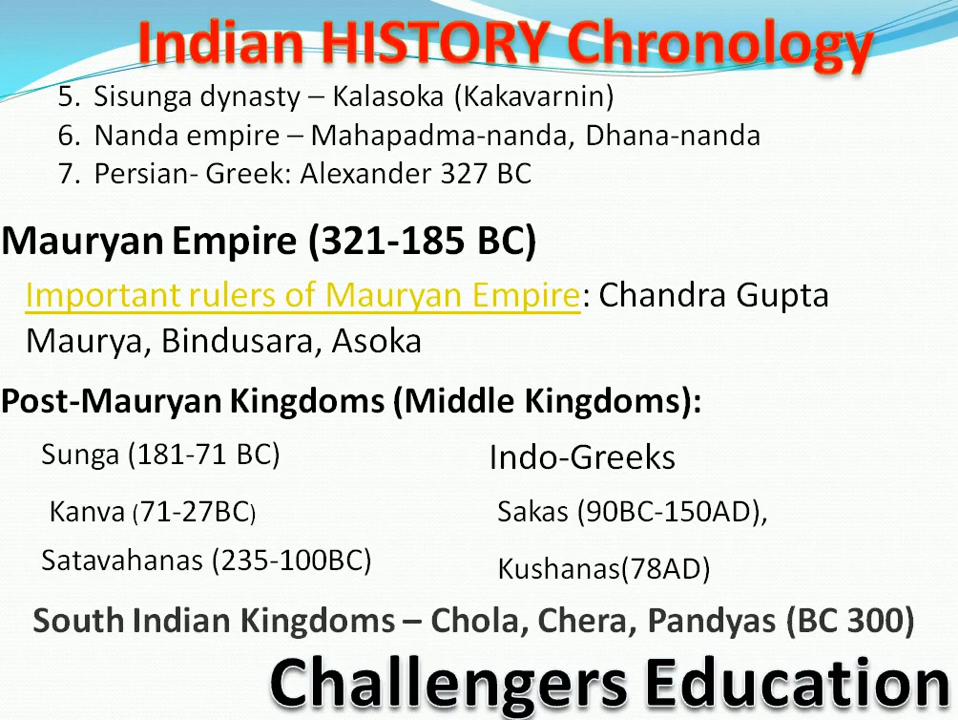 Indian HISTORY Chronology
5. Sisunga dynasty – Kalasoka (Kakavarnin)
6. Nanda empire – Mahapadma-nanda, Dhana-nanda
7. Persian- Greek: Alexander 327 BC
Mauryan Empire (321-185 BC)
Important rulers of Mauryan Empire: Chandra Gupta
Maurya, Bindusara, Asoka
Post-Mauryan Kingdoms (Middle Kingdoms):
Sunga (181-71 BC)
Indo-Greeks
Kanva (71-27BC)
Sakas (90BC-150AD),
Satavahanas (235-100BC)
Kushanas(78AD)
South Indian Kingdoms – Chola, Chera, Pandyas (BC 300)
Challengers Education